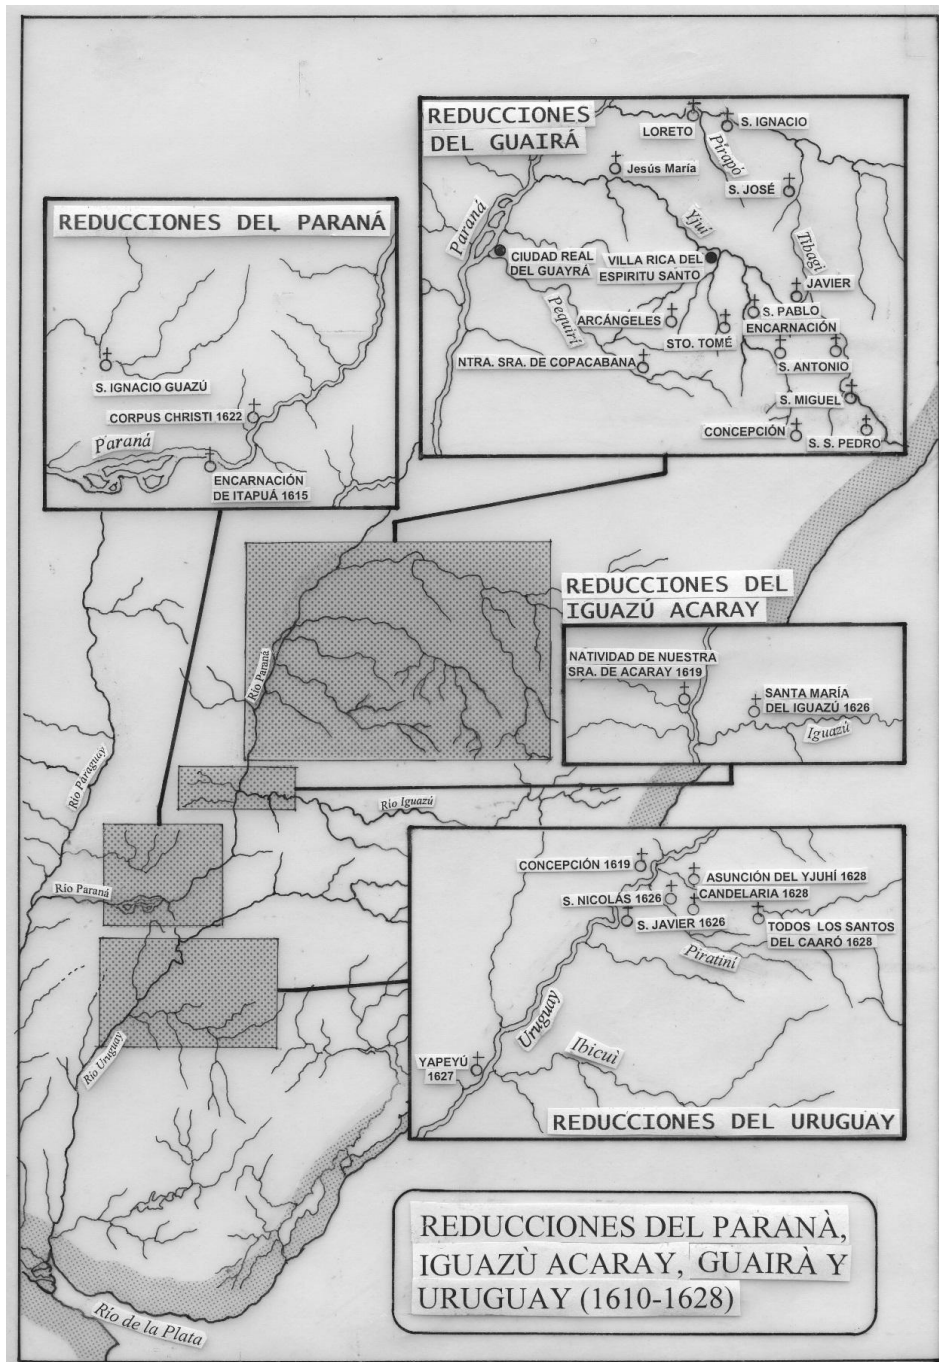 REDUCCIONES
DEL GUAIRÁ
LORETO
S. IGNACIO
Pirapó
Jesús María
S. JOSÉ
Paraná
Yjuí
Tibagi
CIUDAD REAL
DEL GUAYRÁ
VILLA RICA DEL
ESPIRITU SANTO
JAVIER
Pequirí
ARCÁNGELES
S. PABLO
ENCARNACIÓN
STO. TOMÉ
NTRA. SRA. DE COPACABANA
S. ANTONIO
S. MIGUEL
CONCEPCIÓN
S. S. PEDRO
REDUCCIONES DEL PARANÁ
S. IGNACIO GUAZÚ
CORPUS CHRISTI 1622
Paraná
ENCARNACIÓN
DE ITAPUÁ 1615
REDUCCIONES DEL
IGUAZÚ ACARAY
NATIVIDAD DE NUESTRA
SRA. DE ACARAY 1619
SANTA MARÍA
DEL IGUAZÚ 1626
Iguazú
Río Paraná
Río Paraguay
Río Iguazú
Río Paraná
Río Uruguay
CONCEPCIÓN 1619
ASUNCIÓN DEL YJUHÍ 1628
S. NICOLÁS 1626
CANDELARIA 1628
S. JAVIER 1626
TODOS LOS SANTOS
DEL CAARÓ 1628
Piratiní
Uruguay
Ibicuì
YAPEYÚ
1627
REDUCCIONES DEL URUGUAY
REDUCCIONES DEL PARANÀ,
IGUAZÙ ACARAY, GUAIRÀ Y
URUGUAY (1610-1628)
Río de la Plata